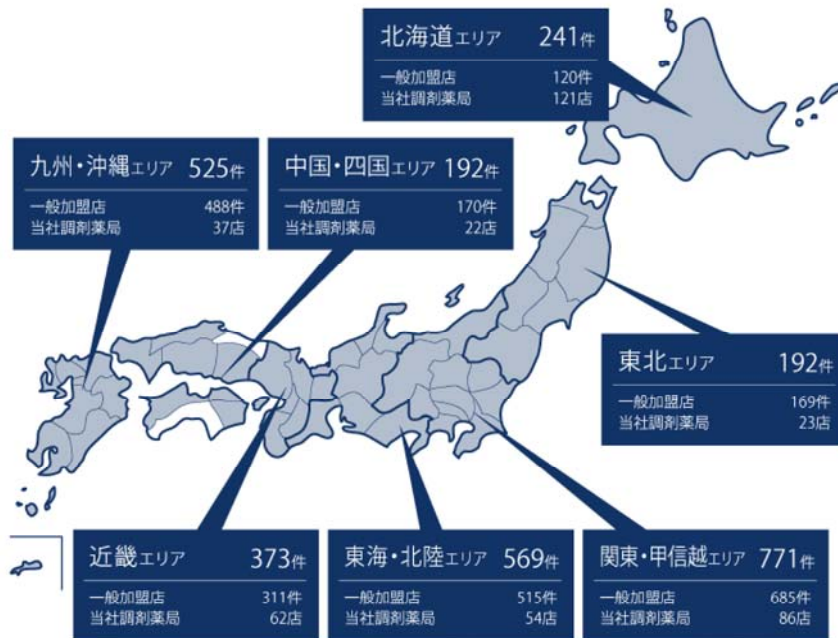 北海道エリア 241件
一般加盟店 120件
当社調剤薬局 121店
九州・沖縄エリア 525件
一般加盟店 488件
当社調剤薬局 37店
中国・四国エリア 192件
一般加盟店 170件
当社調剤薬局 22店
東北エリア 192件
一般加盟店 169件
当社調剤薬局 23店
近畿エリア 373件
一般加盟店 311件
当社調剤薬局 62店
東海・北陸エリア 569件
一般加盟店 515件
当社調剤薬局 54店
関東・甲信越エリア 771件
一般加盟店 685件
当社調剤薬局 86店